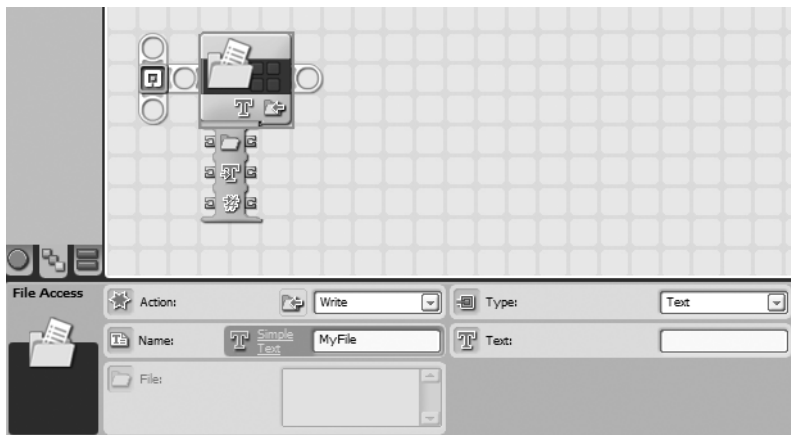 File Access
Action:
Write
Type:
Text
Name:
Simple
Text
MyFile
Text:
File: